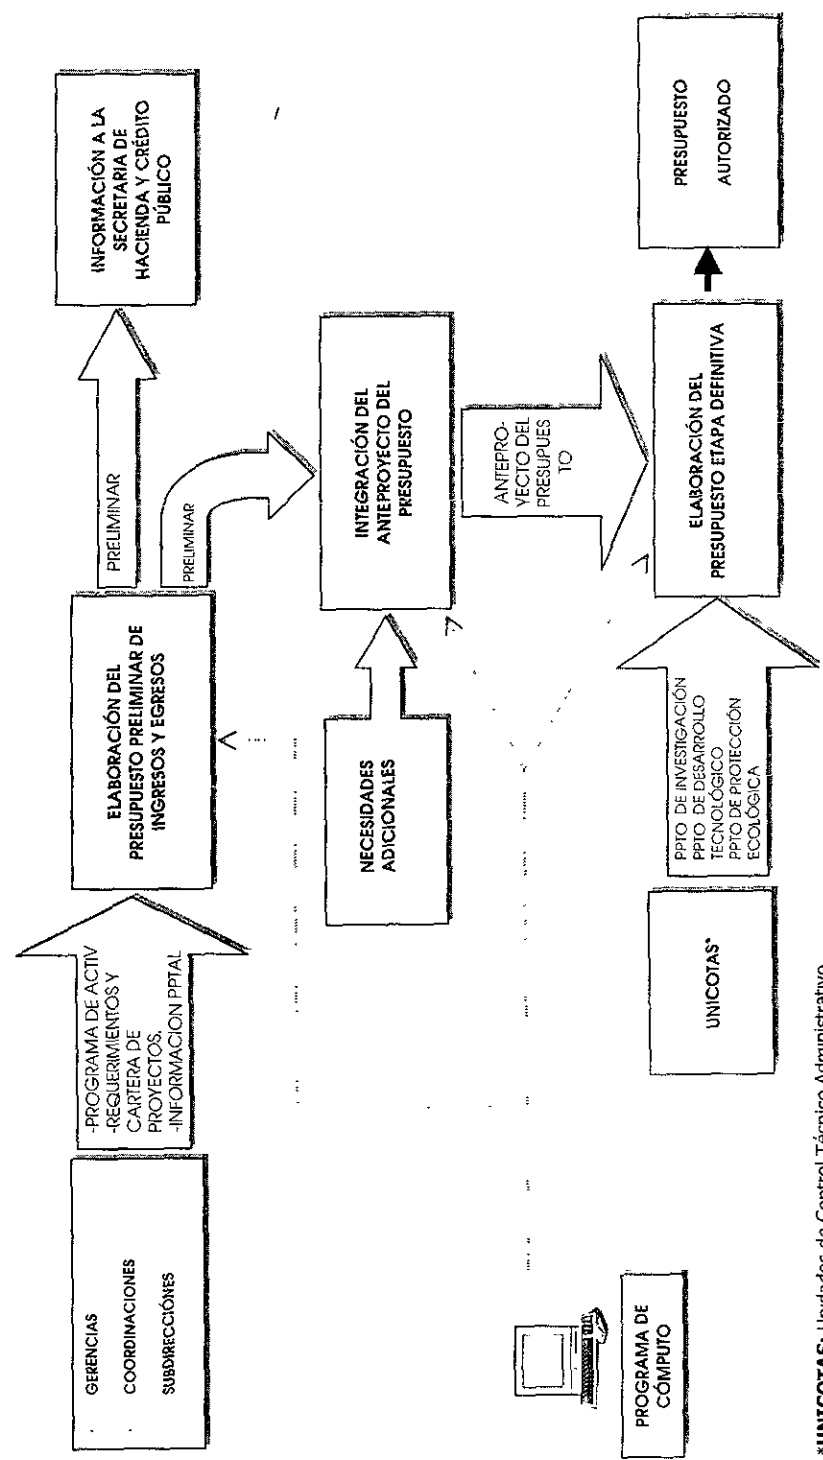 GERENCIAS
COORDINACIONES
SUBDIRECCIÓNES
-PROGRAMA DE ACTIV
-REQUERIMIENTOS Y
CARTERA DE
PROYECTOS.
-INFORMACION PPTAL
ELABORACIÓN DEL
PRESUPUESTO PRELIMINAR DE
INGRESOS Y EGRESOS
PRELIMINAR
INFORMACIÓN A LA
SECRETARIA DE
HACIENDA Y CRÉDITO
PÚBLICO
PRELIMINAR
NECESIDADES
ADICIONALES
INTEGRACIÓN DEL
ANTEPROYECTO DEL
PRESUPUESTO
ANTEPRO-
YECTO DEL
PRESUPUES
TO
PROGRAMA DE
CÓMPUTO
UNICOTAS*
PPTO DE INVESTIGACIÓN
PPTO DE DESARROLLO
TECNOLÓGICO
PPTO DE PROTECCIÓN
ECOLÓGICA
ELABORACIÓN DEL
PRESUPUESTO ETAPA DEFINITIVA
PRESUPUESTO
AUTORIZADO
*UNICOTAS: Unidades de Control Técnico Administrativo